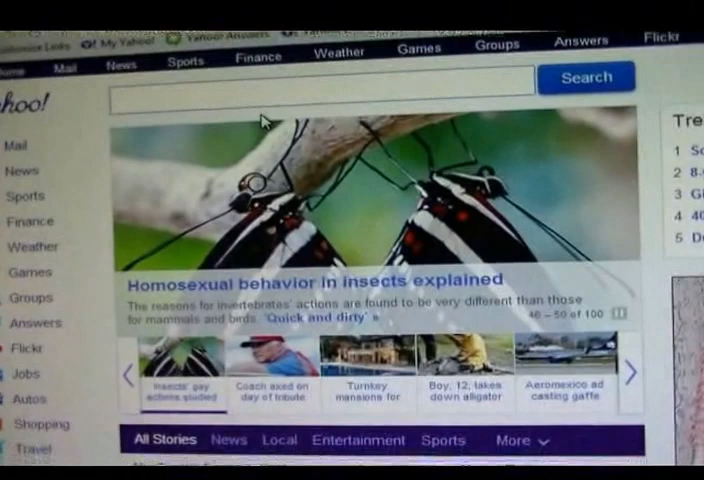 My Yahoo!
Yahoo Answers
Mail News Sports Finance Weather Games Groups Answers Flickr
Search
Mail
News
Sports
Finance
Weather
Games
Groups
Answers
Flickr
Jobs
Autos
Shopping
Travel
Homosexual behavior in insects explained
The reasons for invertebrates' actions are found to be very different than those
for mammals and birds. 'Quick and dirty' »
46 – 50 of 100
Insects' gay
actions studied
Coach axed on
day of tribute
Turnkey
mansions for
Boy, 12, takes
down alligator
Aeromexico ad
casting gaffe
All Stories News Local Entertainment Sports More
1
2
3
4
5